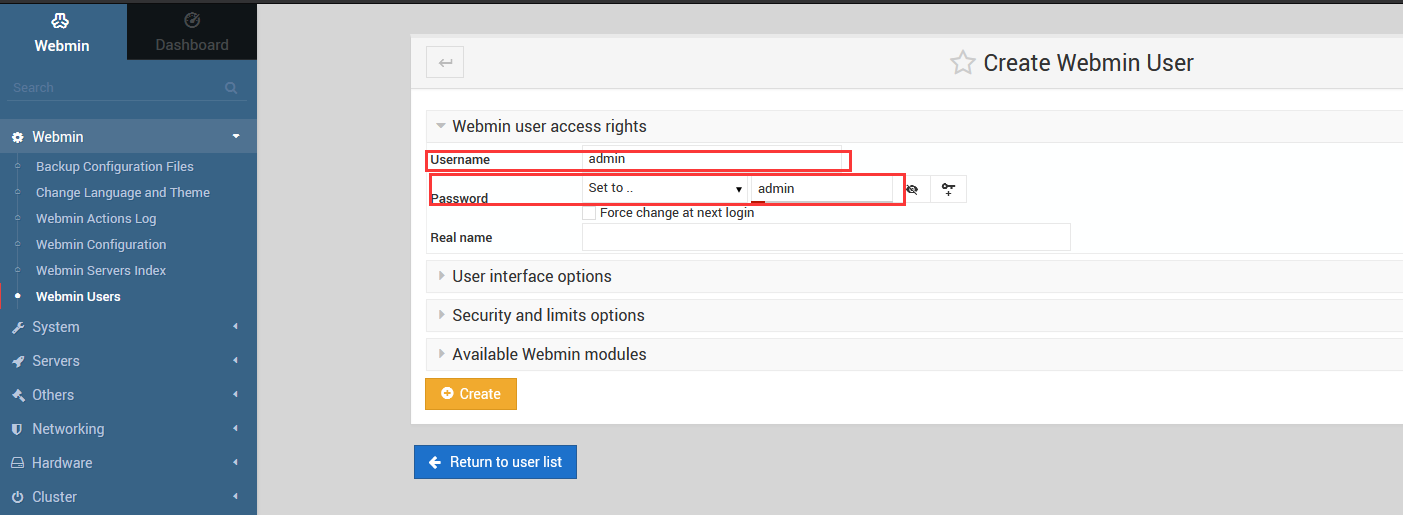 Webmin
Dashboard
Search
Webmin
Backup Configuration Files
Change Language and Theme
Webmin Actions Log
Webmin Configuration
Webmin Servers Index
Webmin Users
System
Servers
Others
Networking
Hardware
Cluster
Create Webmin User
Webmin user access rights
Username admin
Password Set to .. admin
Force change at next login
Real name
User interface options
Security and limits options
Available Webmin modules
Create
Return to user list